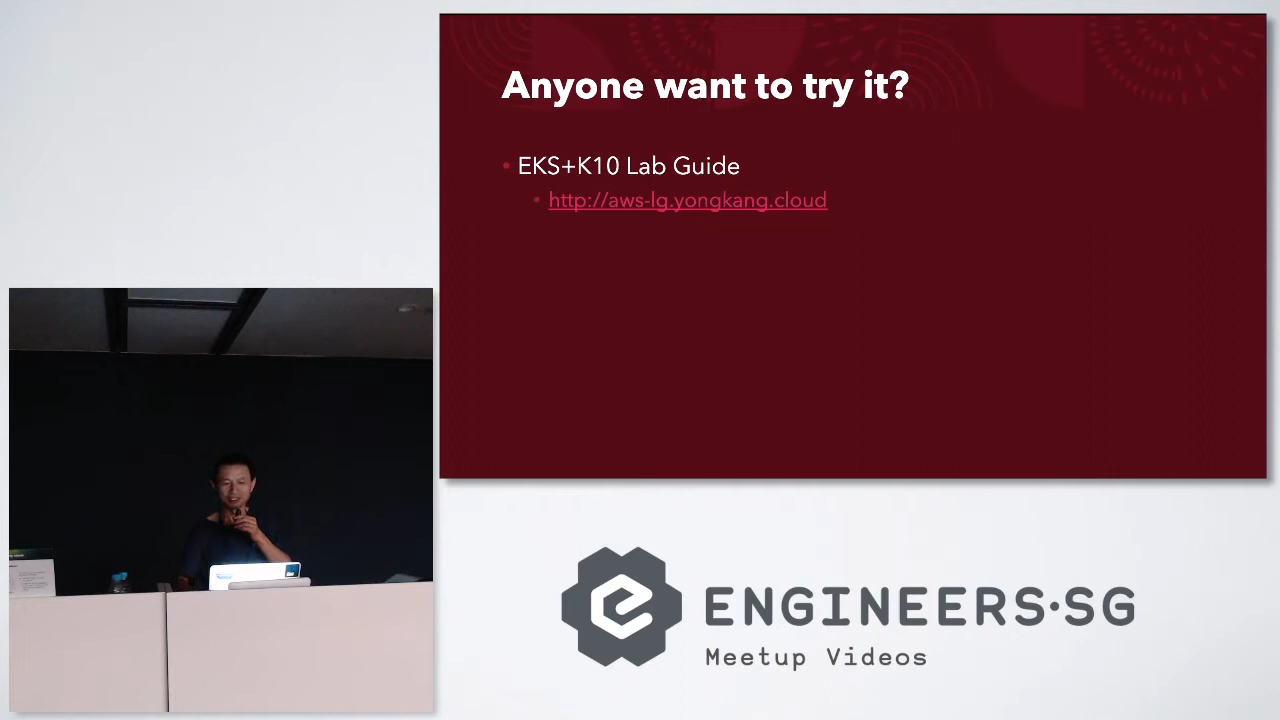 Anyone want to try it?
• EKS+K10 Lab Guide
• http://aws-lg.yongkang.cloud
ENGINEERS•SG
Meetup Videos